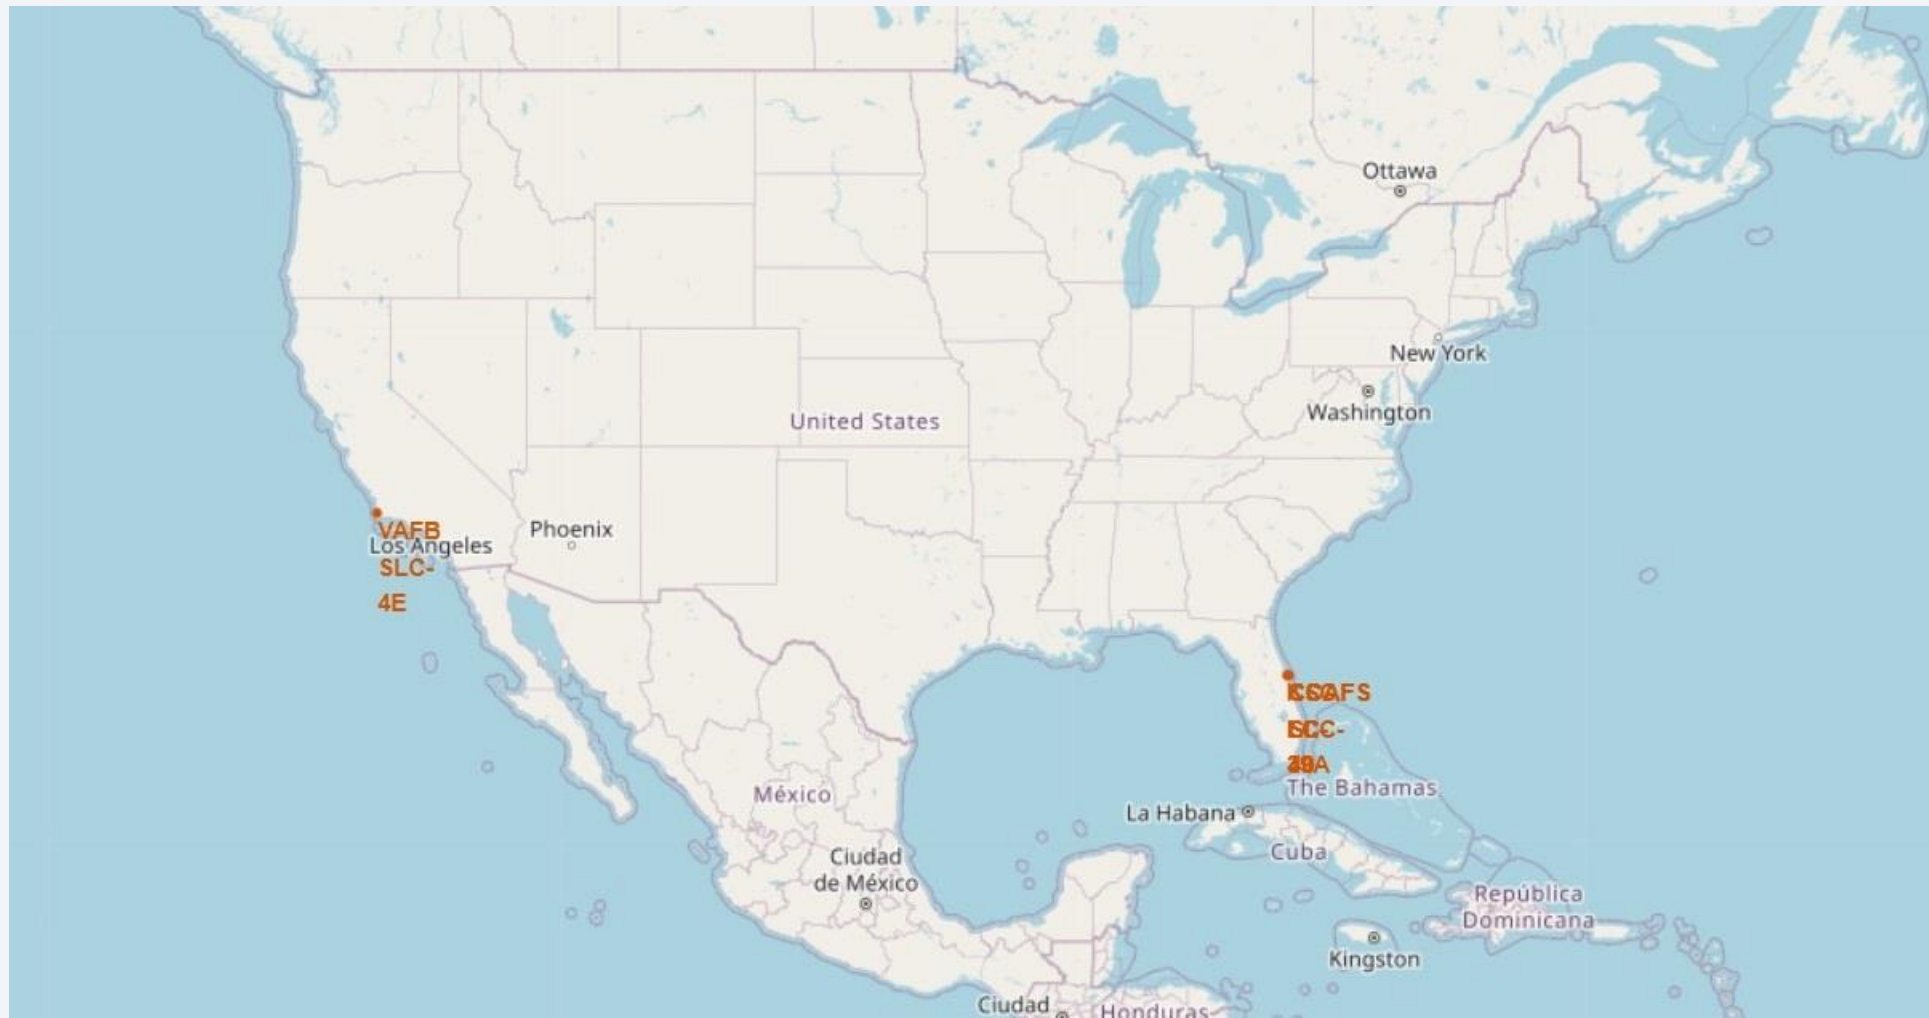 Ottawa
New York
Washington
United States
VAFB
Los Angeles
SLC-
4E
Phoenix
The Bahamas
México
La Habana
Cuba
Ciudad
de México
República
Dominicana
Kingston
Ciudad
Honduras